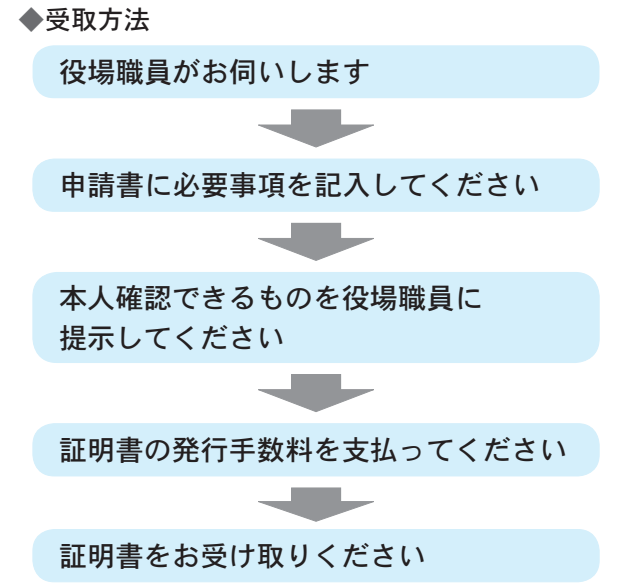 ◆受取方法
役場職員がお伺いします
申請書に必要事項を記入してください
本人確認できるものを役場職員に
提示してください
証明書の発行手数料を支払ってください
証明書をお受け取りください